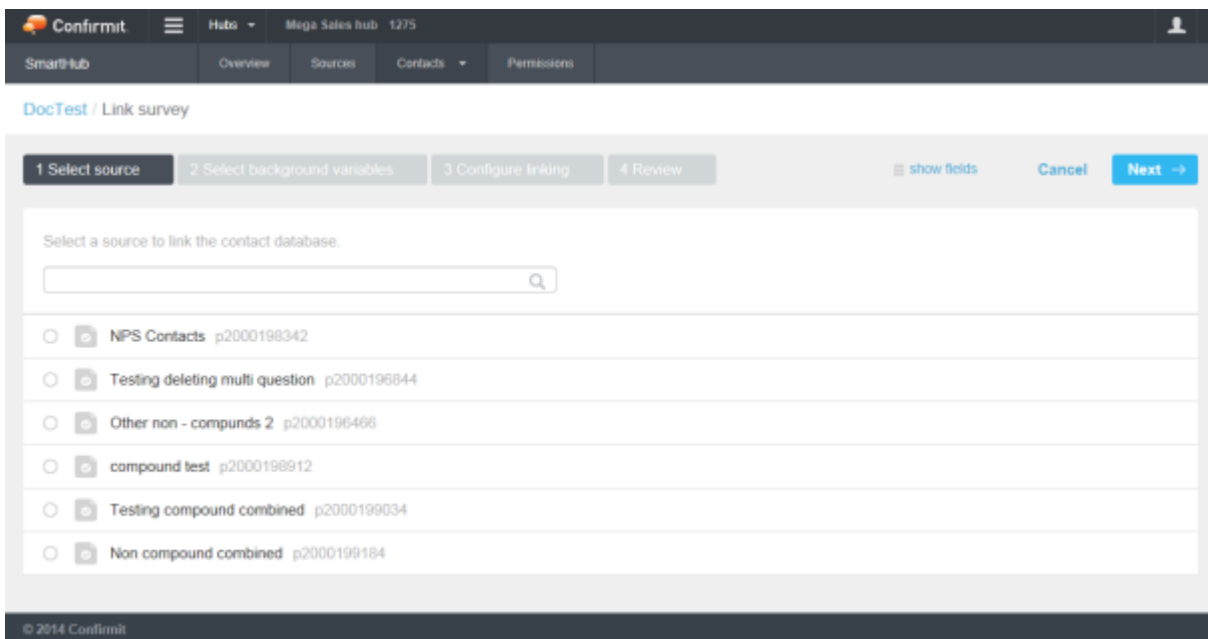 Confirmit. Hubs Mega Sales hub 1275
SmartHub Overview Sources Contacts Permissions
DocTest / Link survey
1 Select source 2 Select background variables 3 Configure linking 4 Review show fields Cancel Next →
Select a source to link the contact database.
NPS Contacts p2000198342
Testing deleting multi question p2000196844
Other non - compunds 2 p2000196466
compound test p2000198912
Testing compound combined p2000199034
Non compound combined p2000199184
© 2014 Confirmit